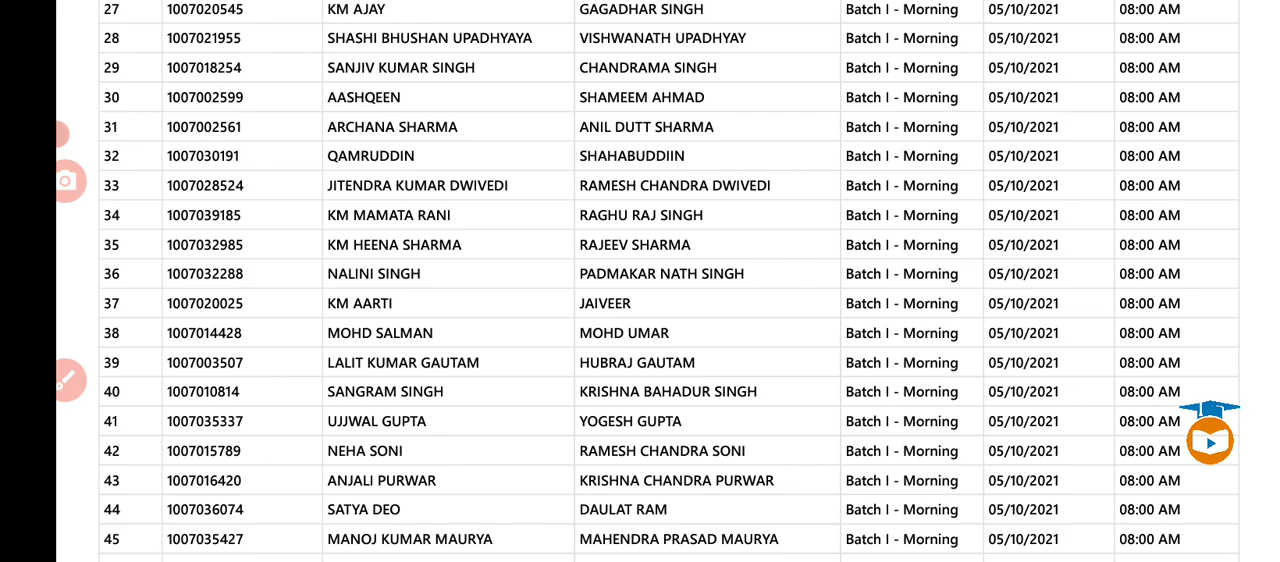 27 1007020545 KM AJAY GAGADHAR SINGH Batch I - Morning 05/10/2021 08:00 AM
28 1007021955 SHASHI BHUSHAN UPADHYAYA VISHWANATH UPADHYAY Batch I - Morning 05/10/2021 08:00 AM
29 1007018254 SANJIV KUMAR SINGH CHANDRAMA SINGH Batch I - Morning 05/10/2021 08:00 AM
30 1007002599 AASHQEEN SHAMEEM AHMAD Batch I - Morning 05/10/2021 08:00 AM
31 1007002561 ARCHANA SHARMA ANIL DUTT SHARMA Batch I - Morning 05/10/2021 08:00 AM
32 1007030191 QAMRUDDIN SHAHABUDDIIN Batch I - Morning 05/10/2021 08:00 AM
33 1007028524 JITENDRA KUMAR DWIVEDI RAMESH CHANDRA DWIVEDI Batch I - Morning 05/10/2021 08:00 AM
34 1007039185 KM MAMATA RANI RAGHU RAJ SINGH Batch I - Morning 05/10/2021 08:00 AM
35 1007032985 KM HEENA SHARMA RAJEEV SHARMA Batch I - Morning 05/10/2021 08:00 AM
36 1007032288 NALINI SINGH PADMAKAR NATH SINGH Batch I - Morning 05/10/2021 08:00 AM
37 1007020025 KM AARTI JAIVEER Batch I - Morning 05/10/2021 08:00 AM
38 1007014428 MOHD SALMAN MOHD UMAR Batch I - Morning 05/10/2021 08:00 AM
39 1007003507 LALIT KUMAR GAUTAM HUBRAJ GAUTAM Batch I - Morning 05/10/2021 08:00 AM
40 1007010814 SANGRAM SINGH KRISHNA BAHADUR SINGH Batch I - Morning 05/10/2021 08:00 AM
41 1007035337 UJJWAL GUPTA YOGESH GUPTA Batch I - Morning 05/10/2021 08:00 AM
42 1007015789 NEHA SONI RAMESH CHANDRA SONI Batch I - Morning 05/10/2021 08:00 AM
43 1007016420 ANJALI PURWAR KRISHNA CHANDRA PURWAR Batch I - Morning 05/10/2021 08:00 AM
44 1007036074 SATYA DEO DAULAT RAM Batch I - Morning 05/10/2021 08:00 AM
45 1007035427 MANOJ KUMAR MAURYA MAHENDRA PRASAD MAURYA Batch I - Morning 05/10/2021 08:00 AM